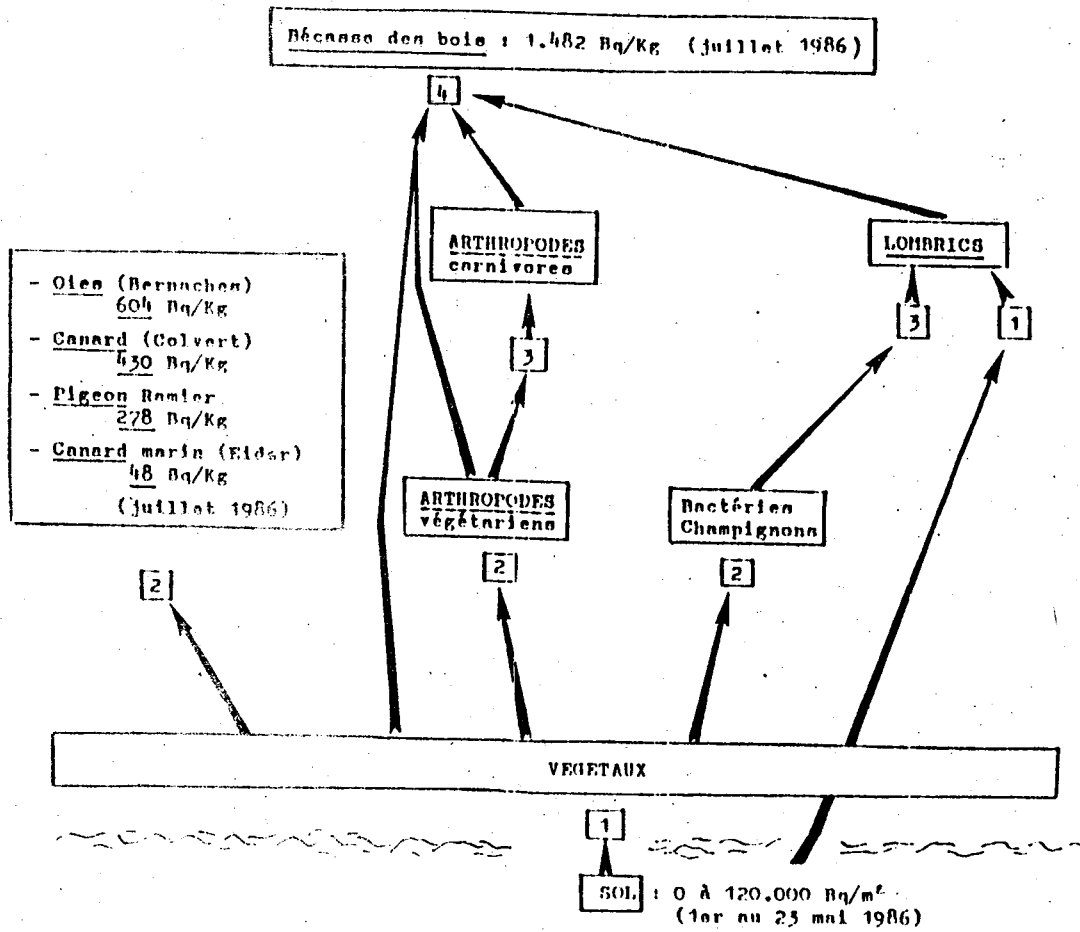 Bécasse des bois : 1.482 Bq/Kg (juillet 1986)
4
ARTHROPODES
carnivores
LOMBRICS
- Oies (Bernaches)
604 Bq/Kg
- Canard (Colvert)
430 Bq/Kg
- Pigeon Ramier
278 Bq/Kg
- Canard marin (Eider)
48 Bq/Kg
(juillet 1986)
3
3
1
ARTHROPODES
végétariens
Bactéries
Champignons
2
2
2
VEGETAUX
1
SOL : 0 à 120.000 Bq/m²
(1er au 23 mai 1986)